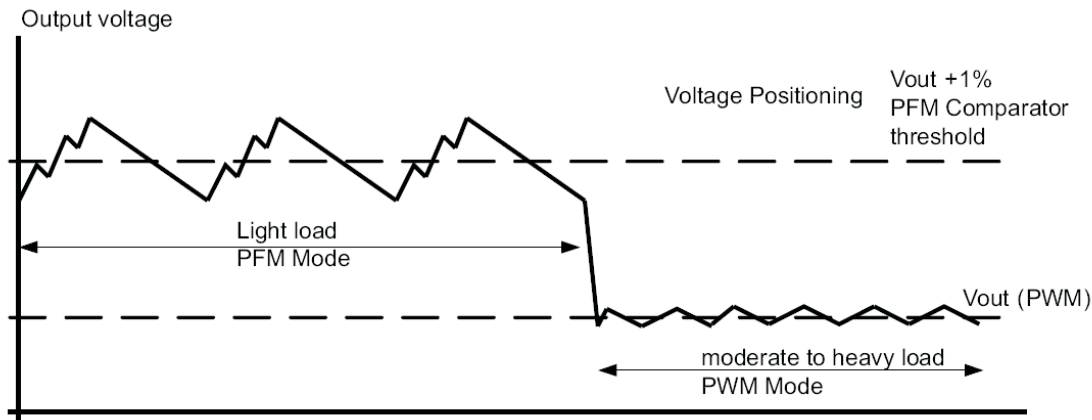 Output voltage
Voltage Positioning
Vout +1%
PFM Comparator
threshold
Light load
PFM Mode
Vout (PWM)
moderate to heavy load
PWM Mode